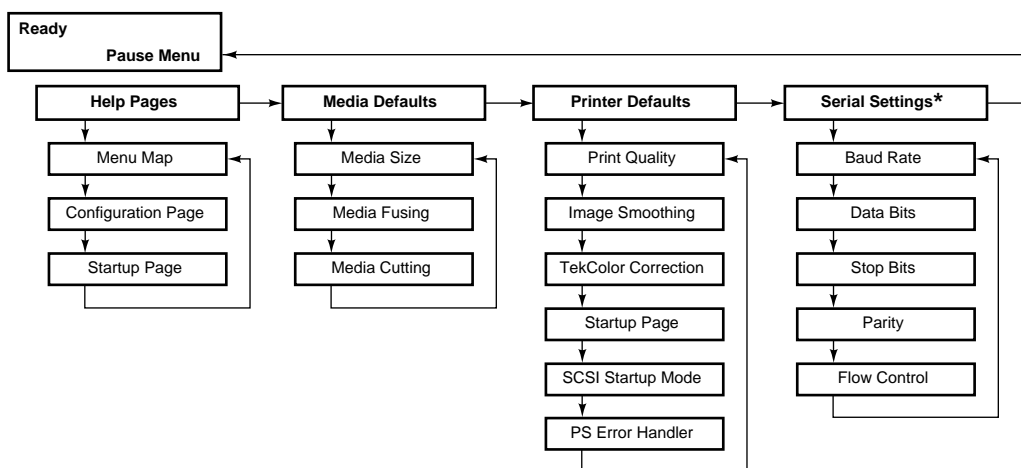 Ready
Pause Menu
Help Pages
Media Defaults
Printer Defaults
Serial Settings*
Menu Map
Configuration Page
Startup Page
Media Size
Media Fusing
Media Cutting
Print Quality
Image Smoothing
TekColor Correction
Startup Page
SCSI Startup Mode
PS Error Handler
Baud Rate
Data Bits
Stop Bits
Parity
Flow Control